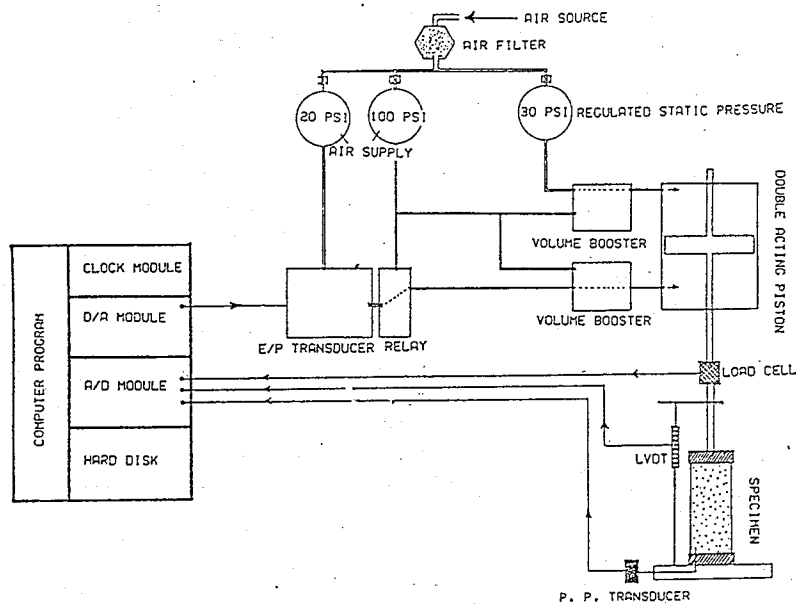 AIR SOURCE
AIR FILTER
20 PSI
100 PSI
30 PSI
REGULATED STATIC PRESSURE
AIR SUPPLY
DOUBLE ACTING PISTON
VOLUME BOOSTER
VOLUME BOOSTER
COMPUTER PROGRAM
CLOCK MODULE
D/A MODULE
A/D MODULE
HARD DISK
E/P TRANSDUCER
RELAY
LOAD CELL
LVDT
SPECIMEN
P. P. TRANSDUCER